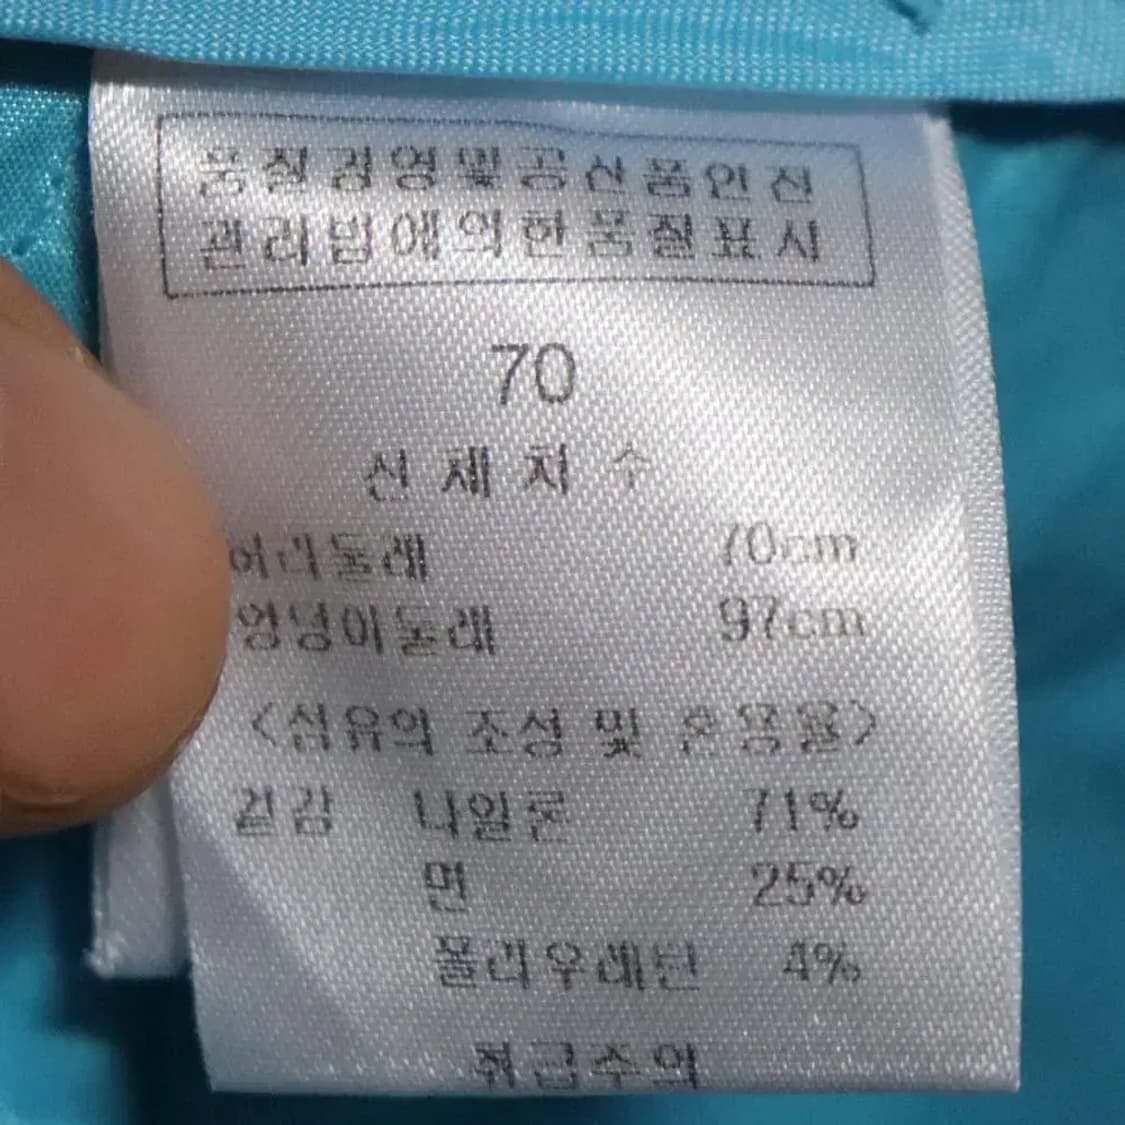 품질경영및공산품안전
관리법에의한품질표시
70
신체치수
허리둘레 70cm
엉덩이둘레 97cm
<섬유의 조성 및 혼용율>
겉감 나일론 71%
면 25%
폴리우레탄 4%
취급주의